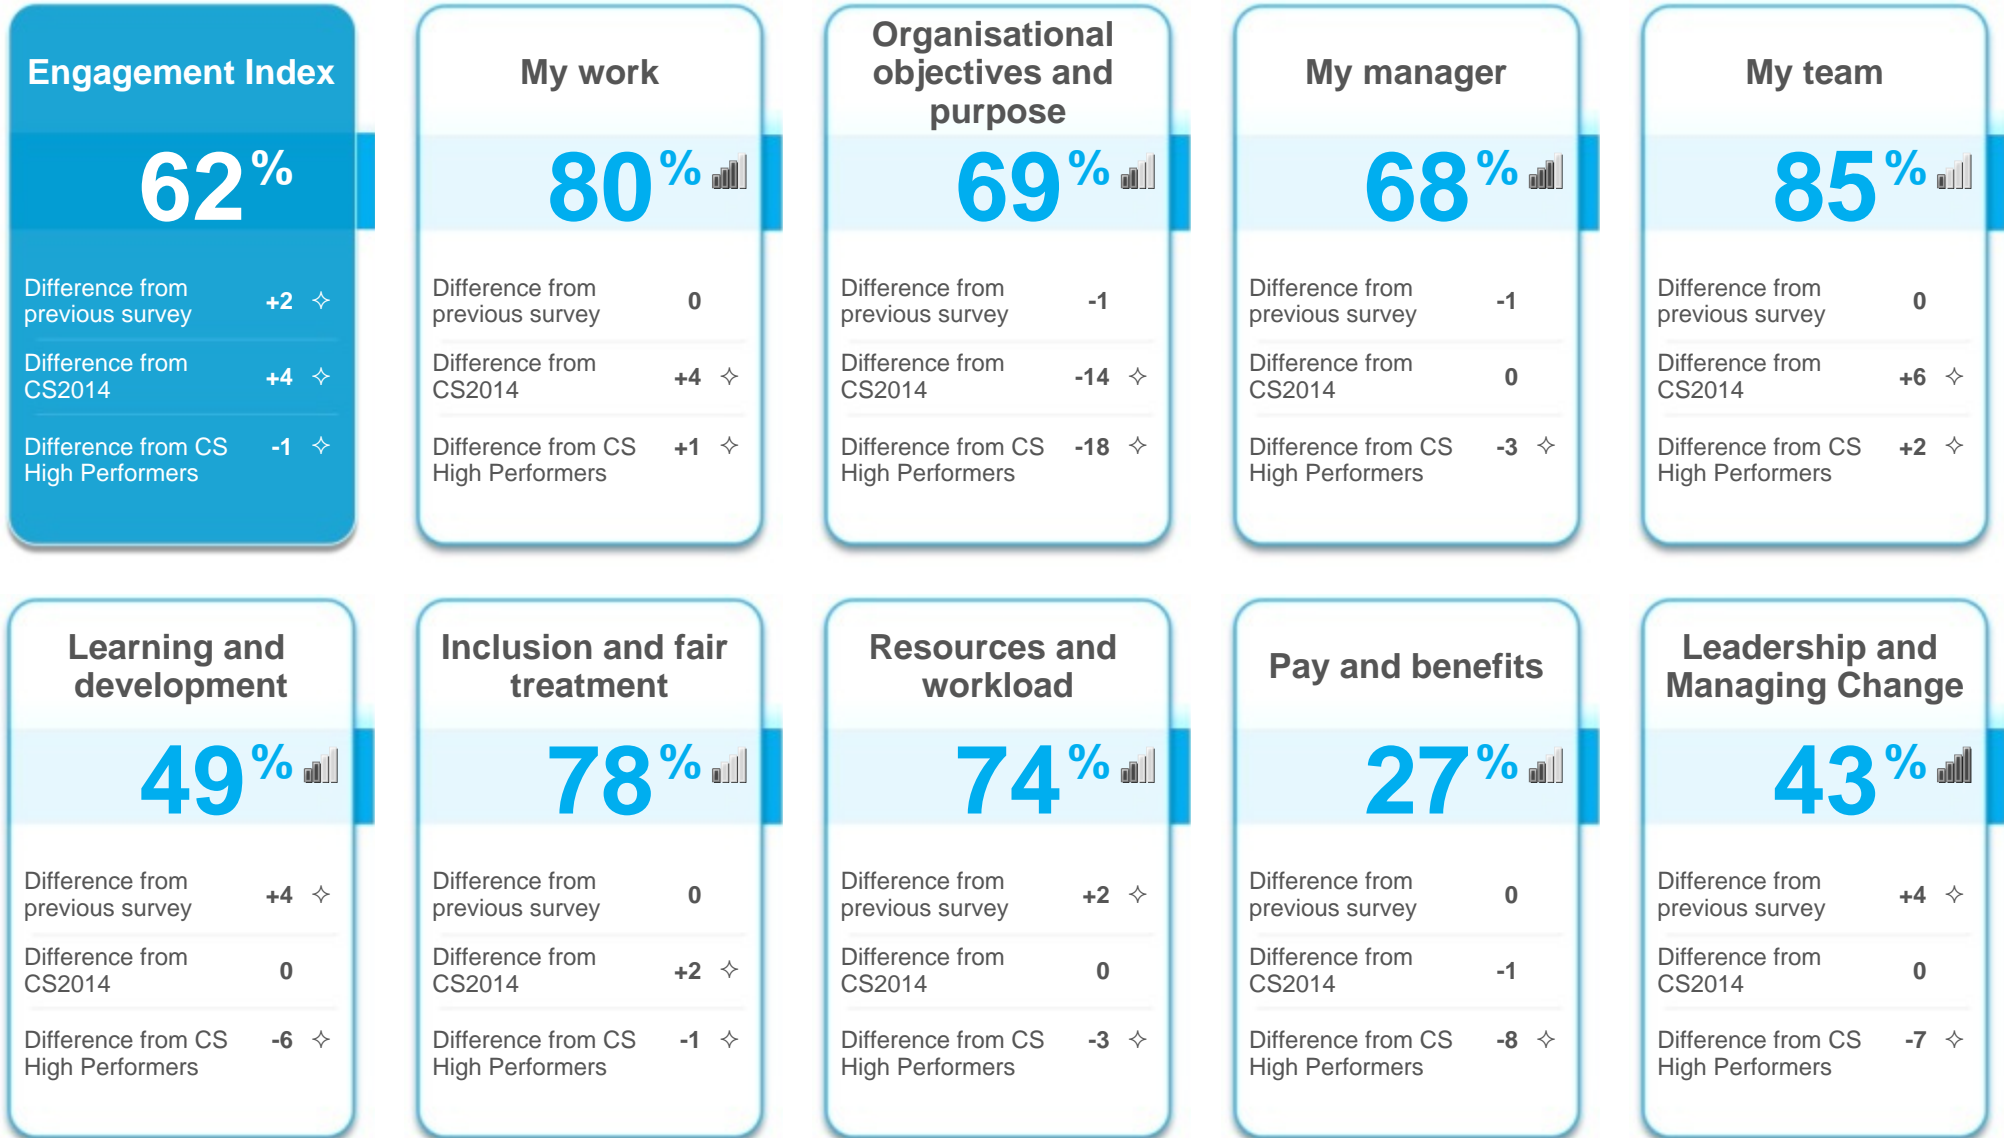 Engagement Index
62%
Difference from
previous survey
+2 ✧
Difference from
CS2014
+4 ✧
Difference from CS
High Performers
-1 ✧
My work
80%
Difference from
previous survey
0
Difference from
CS2014
+4 ✧
Difference from CS
High Performers
+1 ✧
Organisational
objectives and
purpose
69%
Difference from
previous survey
-1
Difference from
CS2014
-14 ✧
Difference from CS
High Performers
-18 ✧
My manager
68%
Difference from
previous survey
-1
Difference from
CS2014
0
Difference from CS
High Performers
-3 ✧
My team
85%
Difference from
previous survey
0
Difference from
CS2014
+6 ✧
Difference from CS
High Performers
+2 ✧
Learning and
development
49%
Difference from
previous survey
+4 ✧
Difference from
CS2014
0
Difference from CS
High Performers
-6 ✧
Inclusion and fair
treatment
78%
Difference from
previous survey
0
Difference from
CS2014
+2 ✧
Difference from CS
High Performers
-1 ✧
Resources and
workload
74%
Difference from
previous survey
+2 ✧
Difference from
CS2014
0
Difference from CS
High Performers
-3 ✧
Pay and benefits
27%
Difference from
previous survey
0
Difference from
CS2014
-1
Difference from CS
High Performers
-8 ✧
Leadership and
Managing Change
43%
Difference from
previous survey
+4 ✧
Difference from
CS2014
0
Difference from CS
High Performers
-7 ✧